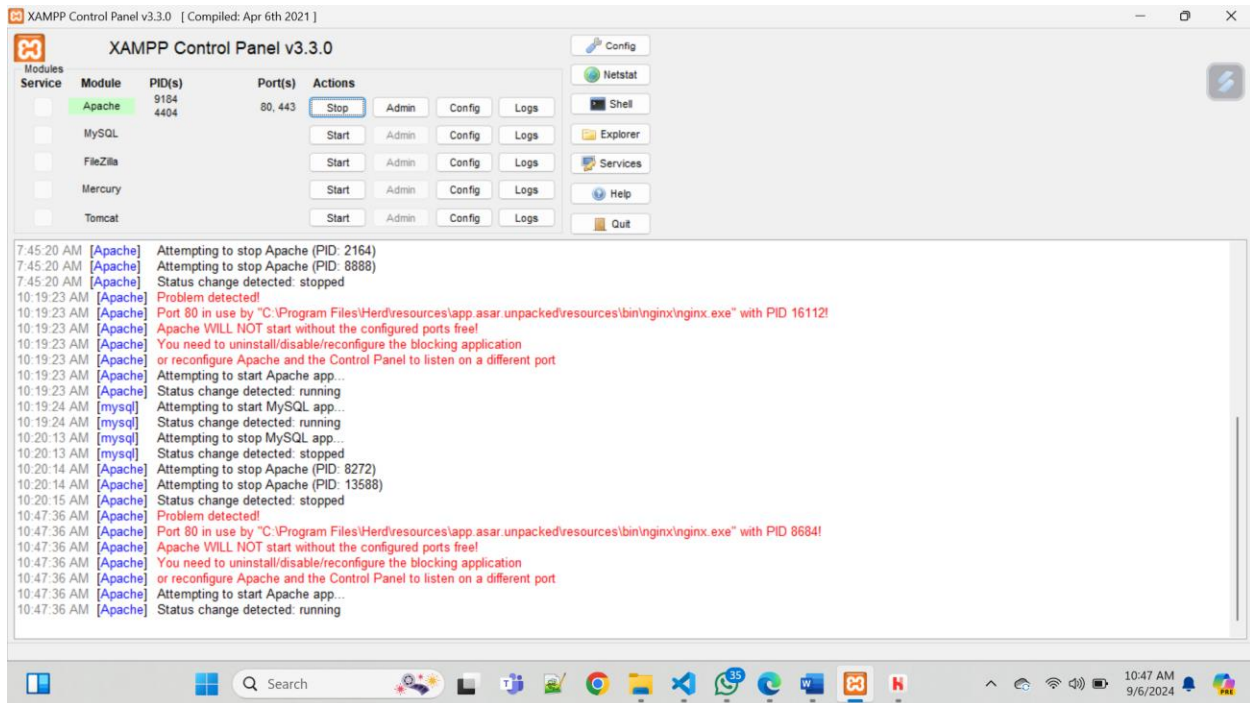 XAMPP Control Panel v3.3.0 [ Compiled: Apr 6th 2021 ]
XAMPP Control Panel v3.3.0
Config
Modules
Service Module PID(s) Port(s) Actions
Netstat
Apache 9184 80, 443 Stop Admin Config Logs
4404
Shell
MySQL Start Admin Config Logs
Explorer
FileZilla Start Admin Config Logs
Services
Mercury Start Admin Config Logs
Help
Tomcat Start Admin Config Logs
Quit
7:45:20 AM [Apache] Attempting to stop Apache (PID: 2164)
7:45:20 AM [Apache] Attempting to stop Apache (PID: 8888)
7:45:20 AM [Apache] Status change detected: stopped
10:19:23 AM [Apache] Problem detected!
10:19:23 AM [Apache] Port 80 in use by "C:\Program Files\Herd\resources\app.asar.unpacked\resources\bin\nginx\nginx.exe" with PID 16112!
10:19:23 AM [Apache] Apache WILL NOT start without the configured ports free!
10:19:23 AM [Apache] You need to uninstall/disable/reconfigure the blocking application
10:19:23 AM [Apache] or reconfigure Apache and the Control Panel to listen on a different port
10:19:23 AM [Apache] Attempting to start Apache app...
10:19:23 AM [Apache] Status change detected: running
10:19:24 AM [mysql] Attempting to start MySQL app...
10:19:24 AM [mysql] Status change detected: running
10:20:13 AM [mysql] Attempting to stop MySQL app...
10:20:13 AM [mysql] Status change detected: stopped
10:20:14 AM [Apache] Attempting to stop Apache (PID: 8272)
10:20:14 AM [Apache] Attempting to stop Apache (PID: 13588)
10:20:15 AM [Apache] Status change detected: stopped
10:47:36 AM [Apache] Problem detected!
10:47:36 AM [Apache] Port 80 in use by "C:\Program Files\Herd\resources\app.asar.unpacked\resources\bin\nginx\nginx.exe" with PID 8684!
10:47:36 AM [Apache] Apache WILL NOT start without the configured ports free!
10:47:36 AM [Apache] You need to uninstall/disable/reconfigure the blocking application
10:47:36 AM [Apache] or reconfigure Apache and the Control Panel to listen on a different port
10:47:36 AM [Apache] Attempting to start Apache app...
10:47:36 AM [Apache] Status change detected: running
Search
35
10:47 AM
9/6/2024
PRE